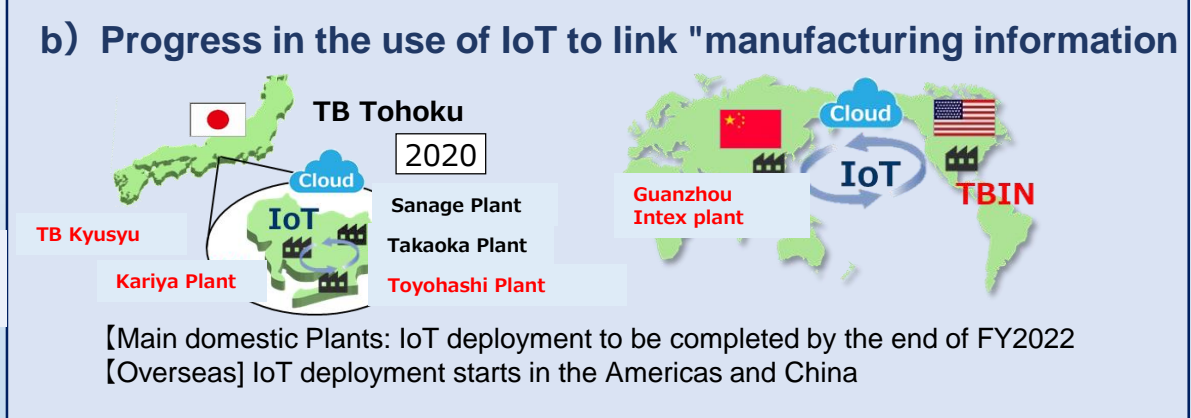 b）Progress in the use of IoT to link "manufacturing information
TB Tohoku
2020
Cloud
IoT
Sanage Plant
Takaoka Plant
Toyohashi Plant
TB Kyusyu
Kariya Plant
Cloud
IoT
Guanzhou
Intex plant
TBIN
【Main domestic Plants: IoT deployment to be completed by the end of FY2022
【Overseas] IoT deployment starts in the Americas and China